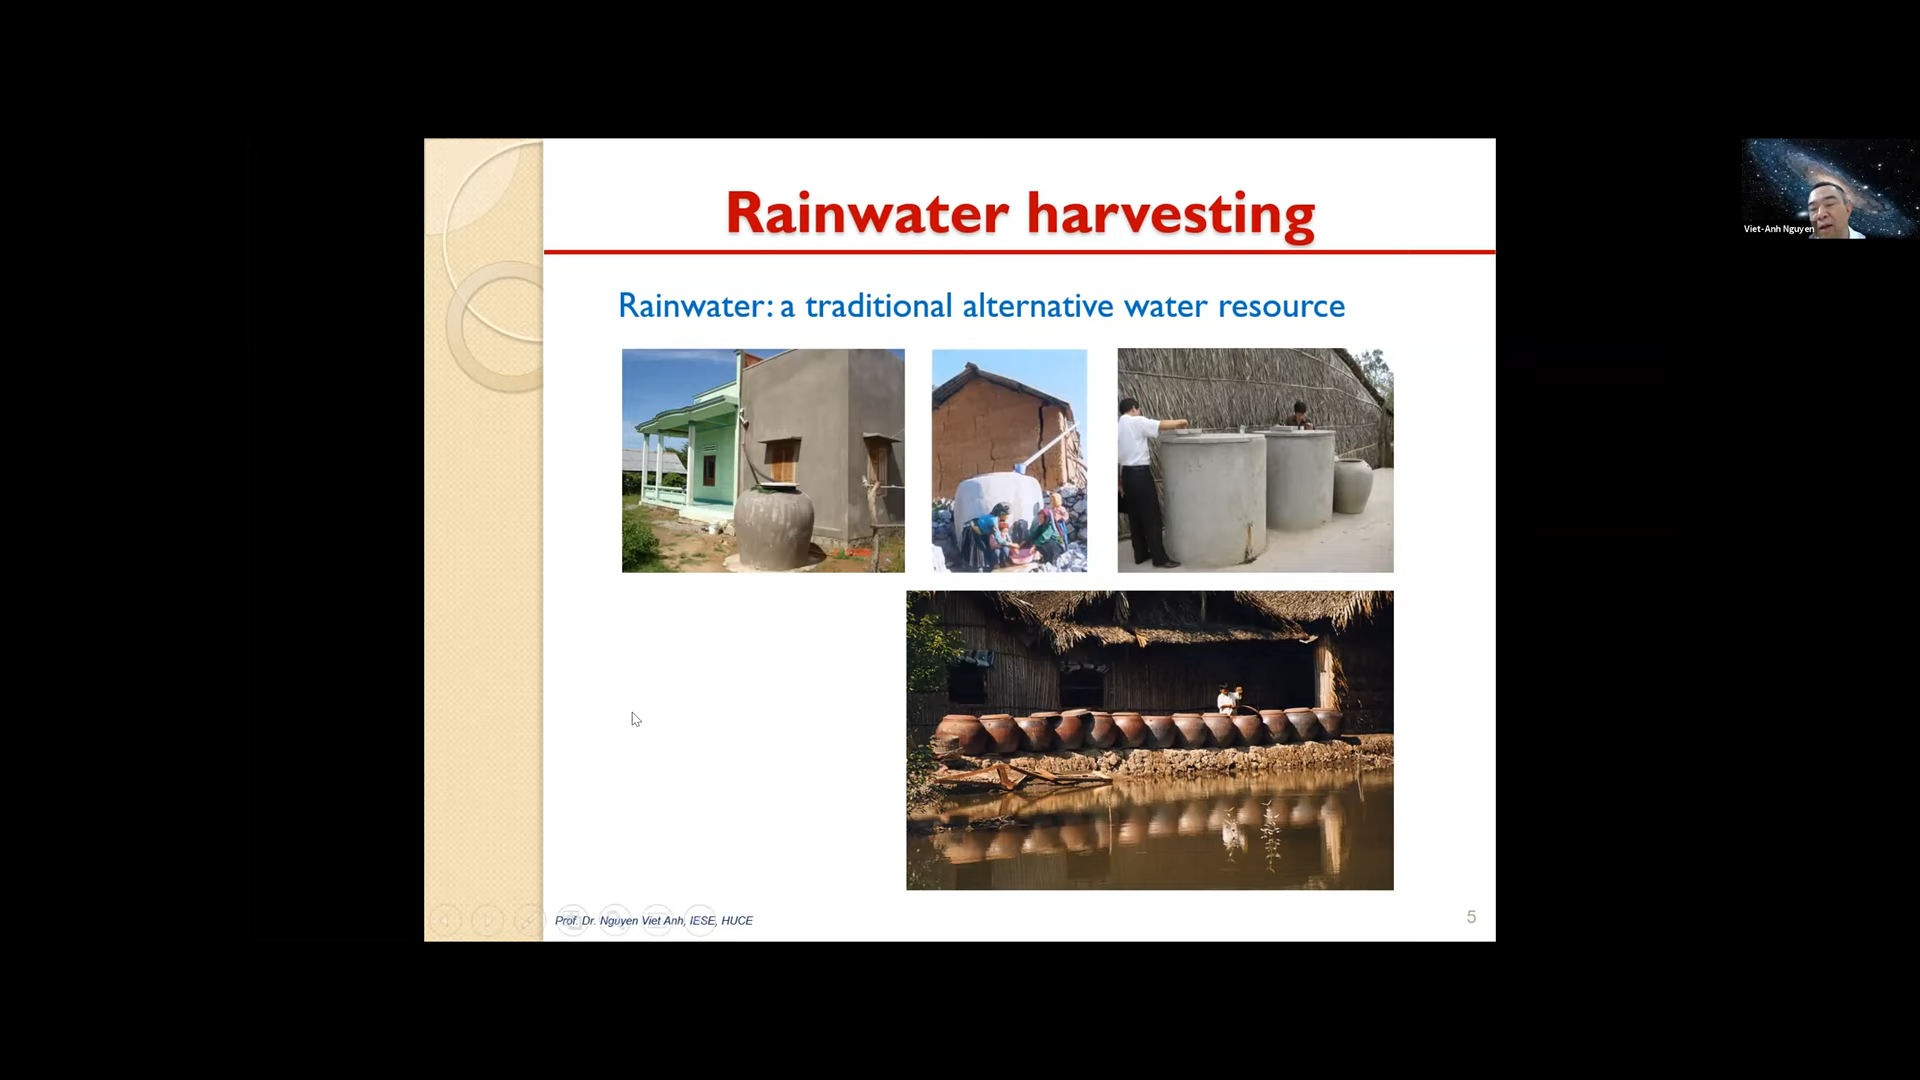 Rainwater harvesting
Viet-Anh Nguyen
Rainwater: a traditional alternative water resource
Prof. Dr. Nguyen Viet Anh, IESE, HUCE
5